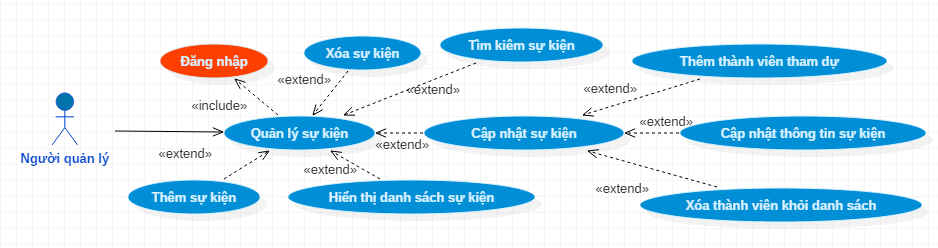 Tìm kiêm sự kiện
Xóa sự kiện
Đăng nhập
Thêm thành viên tham dự
«extend»
«extend»
«extend»
«include»
«extend»
Quản lý sự kiện
Cập nhật sự kiện
Cập nhật thông tin sự kiện
«extend»
Người quản lý
«extend»
«extend»
«extend»
Thêm sự kiện
Hiển thị danh sách sự kiện
Xóa thành viên khỏi danh sách